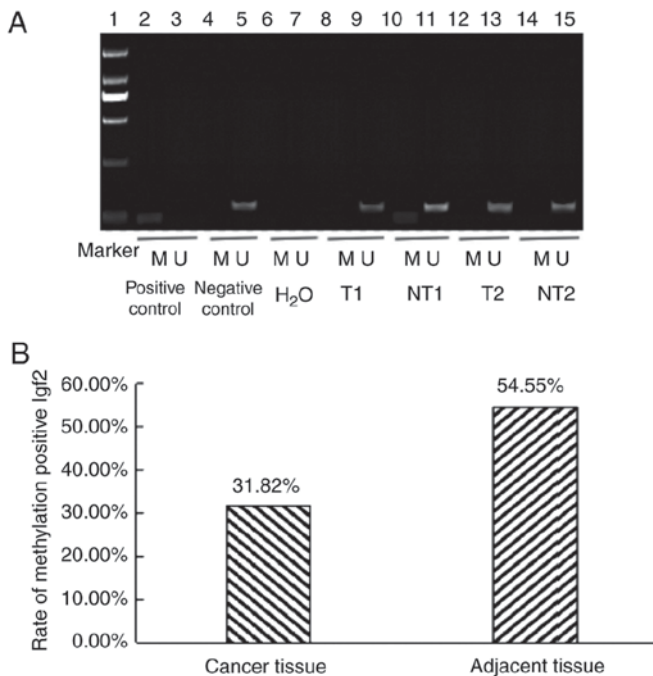 A
1 2 3 4 5 6 7 8 9 10 11 12 13 14 15
Marker M U M U M U M U M U M U M U
Positive control Negative control H₂O T1 NT1 T2 NT2
B
Rate of methylation positive Igf2
60.00%
50.00%
40.00%
30.00%
20.00%
10.00%
0.00%
31.82%
54.55%
Cancer tissue Adjacent tissue